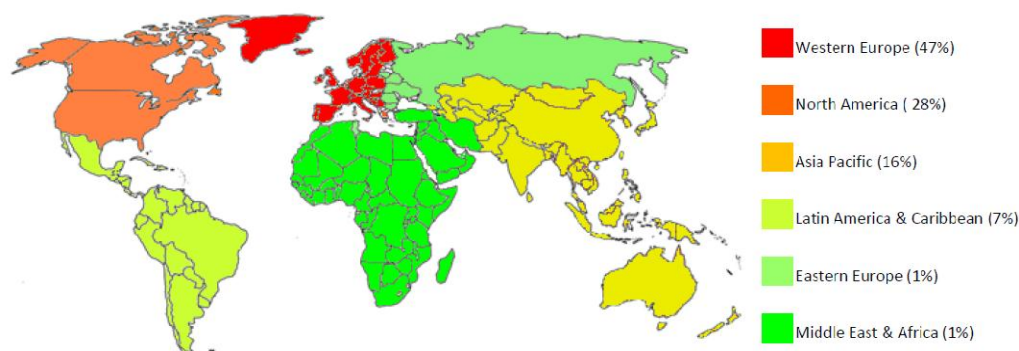 Western Europe (47%)
North America ( 28%)
Asia Pacific (16%)
Latin America & Caribbean (7%)
Eastern Europe (1%)
Middle East & Africa (1%)